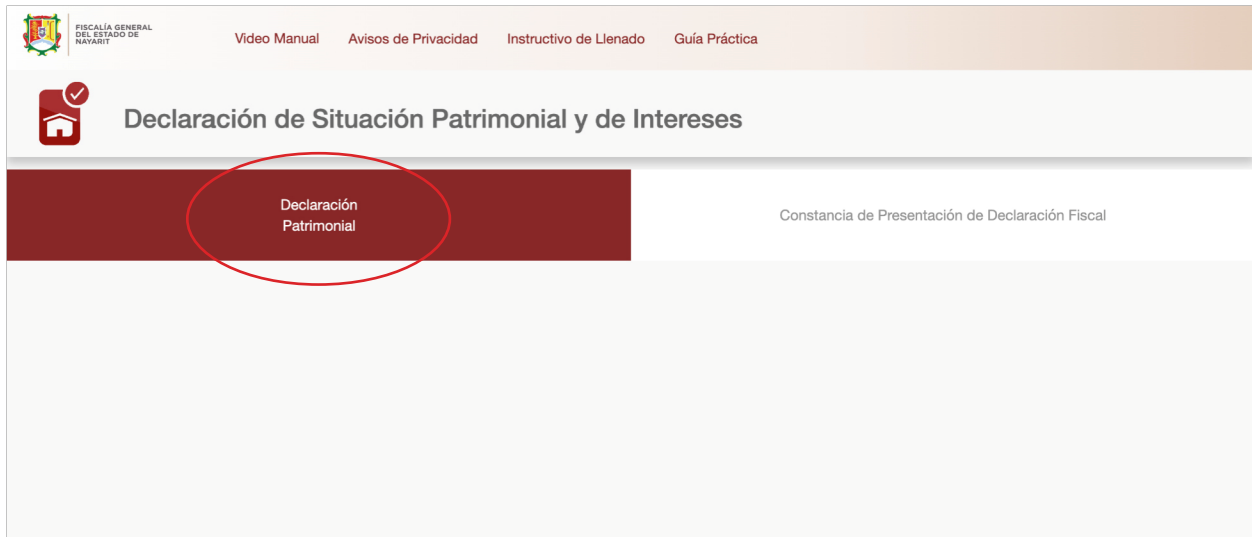 FISCALÍA GENERAL
DEL ESTADO DE
NAYARIT
Video Manual Avisos de Privacidad Instructivo de Llenado Guía Práctica
Declaración de Situación Patrimonial y de Intereses
Declaración
Patrimonial
Constancia de Presentación de Declaración Fiscal